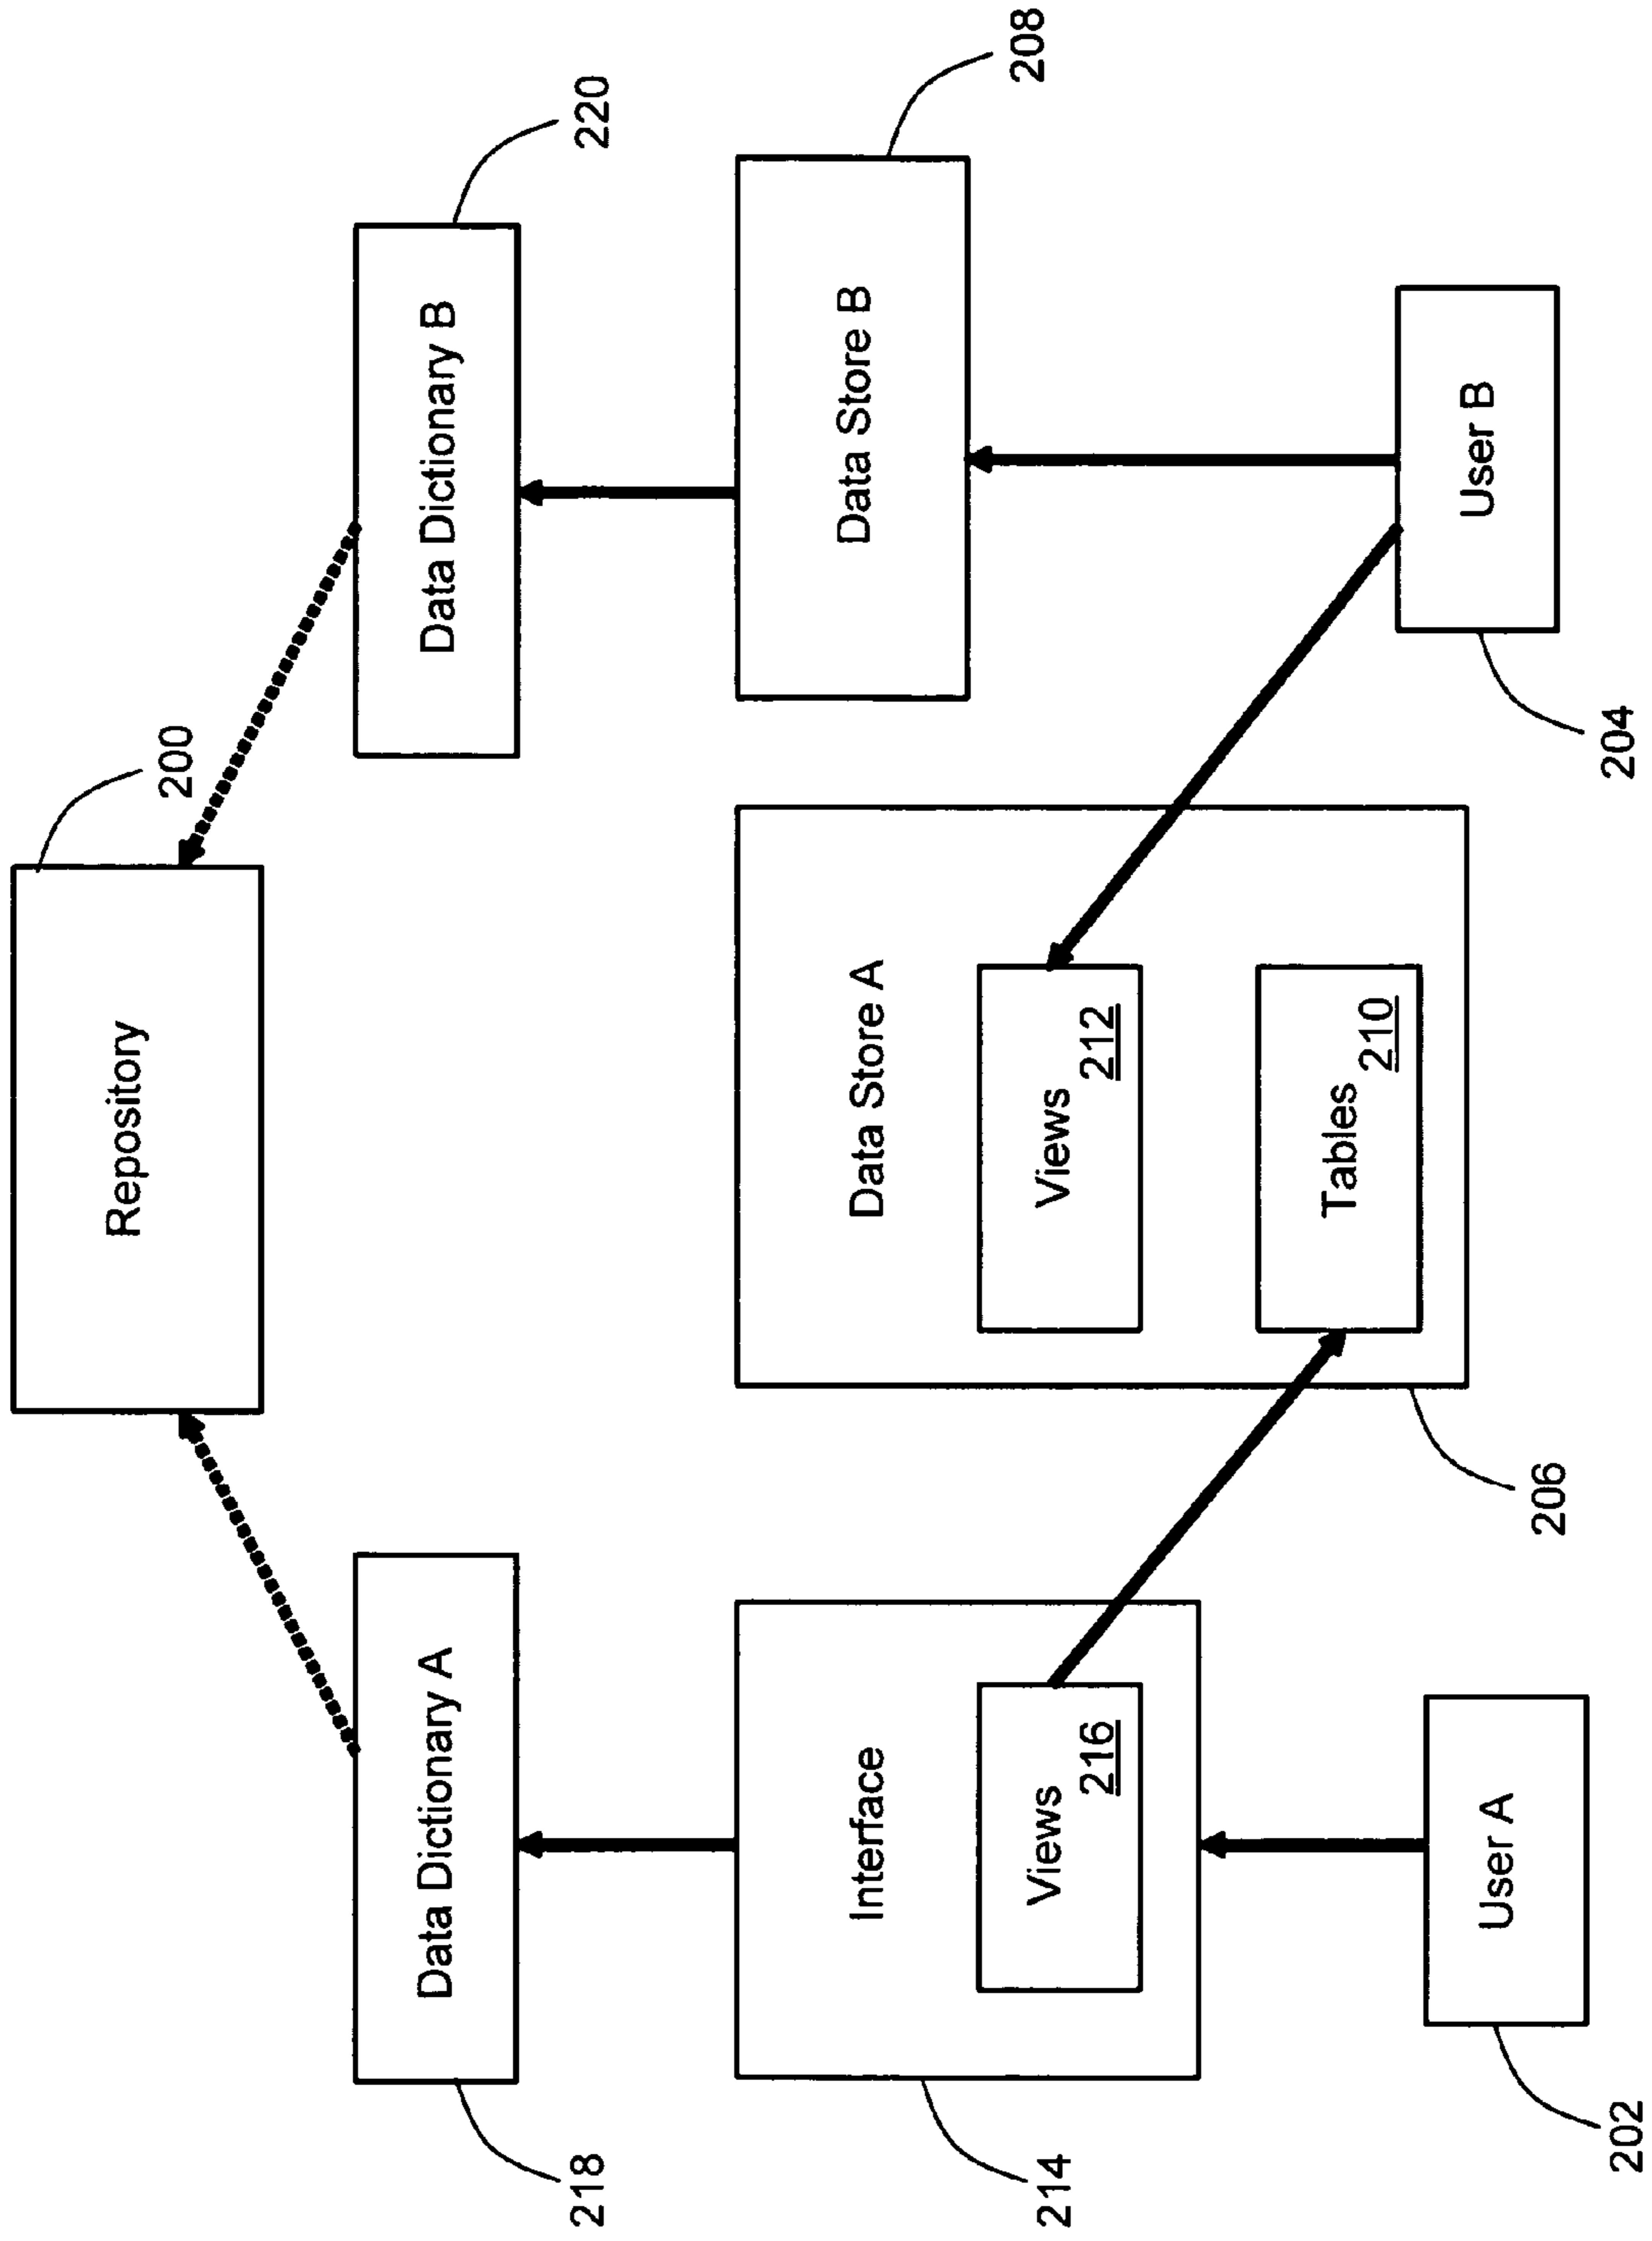 Repository
200
Data Dictionary A
218
Data Dictionary B
220
Interface
Views
216
214
Data Store A
Views
212
Tables
210
206
Data Store B
208
User A
202
User B
204